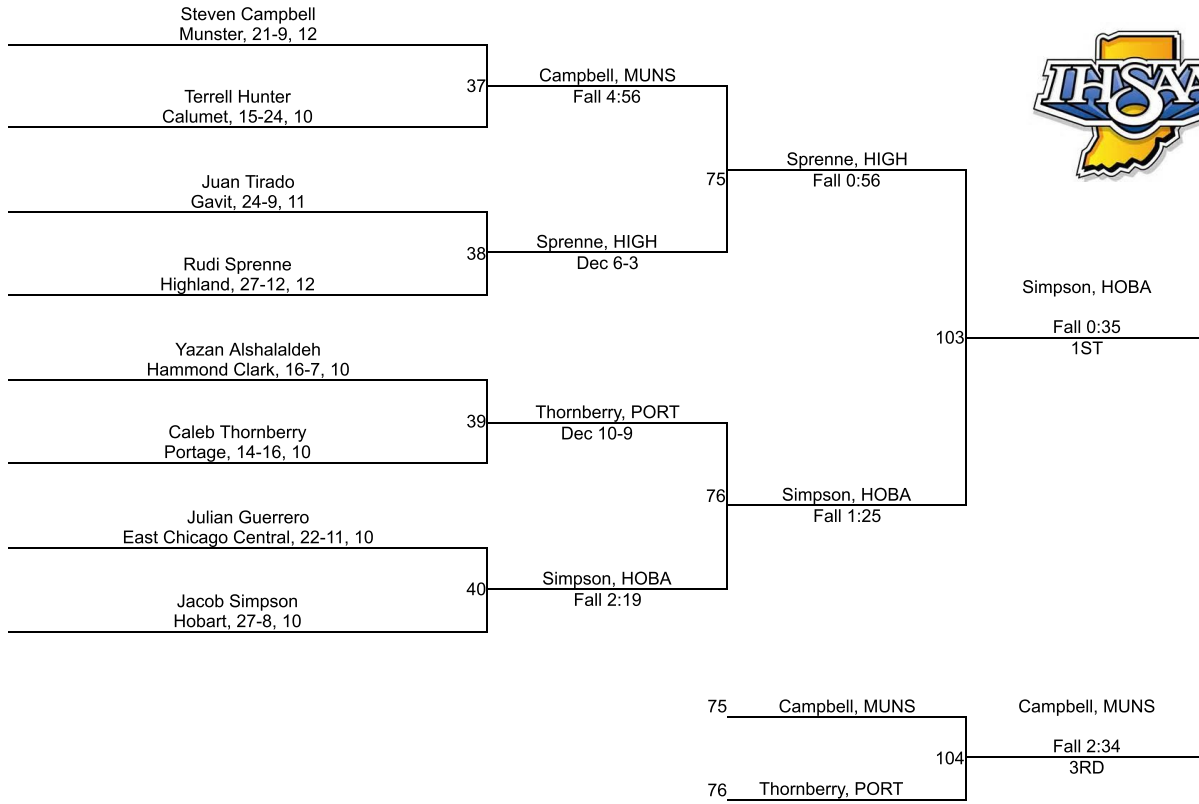 Steven Campbell
Munster, 21-9, 12
Terrell Hunter
Calumet, 15-24, 10
37
Campbell, MUNS
Fall 4:56
Juan Tirado
Gavit, 24-9, 11
Rudi Sprenne
Highland, 27-12, 12
38
Sprenne, HIGH
Dec 6-3
75
Sprenne, HIGH
Fall 0:56
Yazan Alshalaldeh
Hammond Clark, 16-7, 10
Caleb Thornberry
Portage, 14-16, 10
39
Thornberry, PORT
Dec 10-9
Julian Guerrero
East Chicago Central, 22-11, 10
Jacob Simpson
Hobart, 27-8, 10
40
Simpson, HOBA
Fall 2:19
76
Simpson, HOBA
Fall 1:25
103
Simpson, HOBA
Fall 0:35
1ST
IHSAA
75
Campbell, MUNS
76
Thornberry, PORT
104
Campbell, MUNS
Fall 2:34
3RD